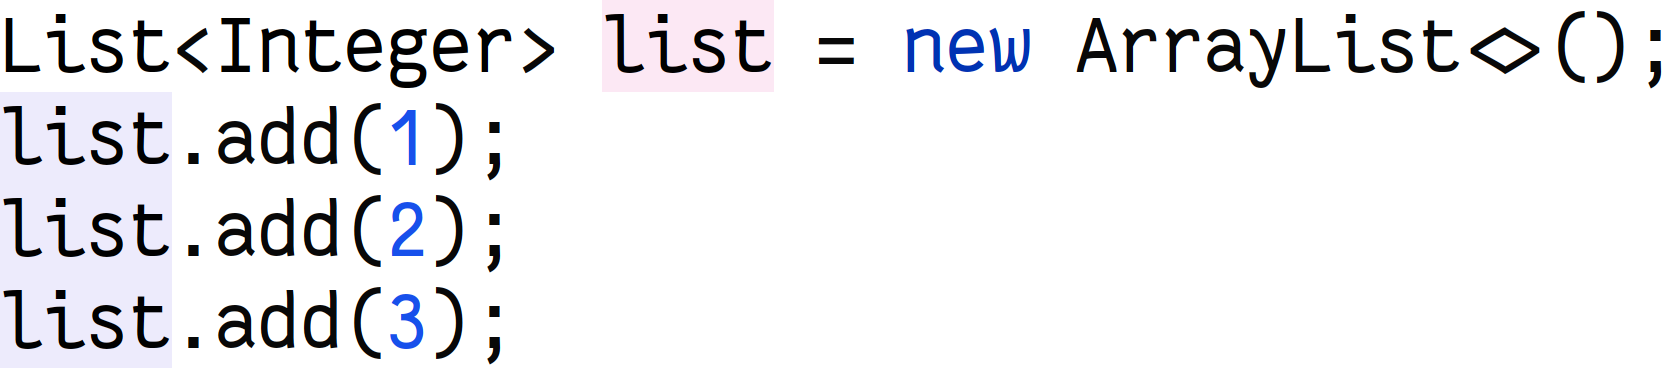 List<Integer> list = new ArrayList<>();
list.add(1);
list.add(2);
list.add(3);